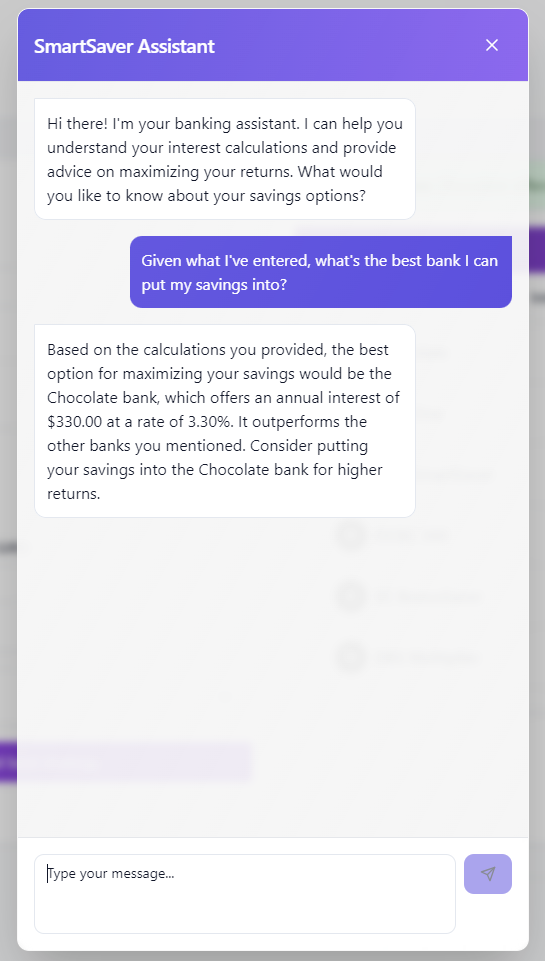 SmartSaver Assistant
Hi there! I'm your banking assistant. I can help you
understand your interest calculations and provide
advice on maximizing your returns. What would
you like to know about your savings options?
Given what I've entered, what's the best bank I can
put my savings into?
Based on the calculations you provided, the best
option for maximizing your savings would be the
Chocolate bank, which offers an annual interest of
$330.00 at a rate of 3.30%. It outperforms the
other banks you mentioned. Consider putting
your savings into the Chocolate bank for higher
returns.
Type your message...